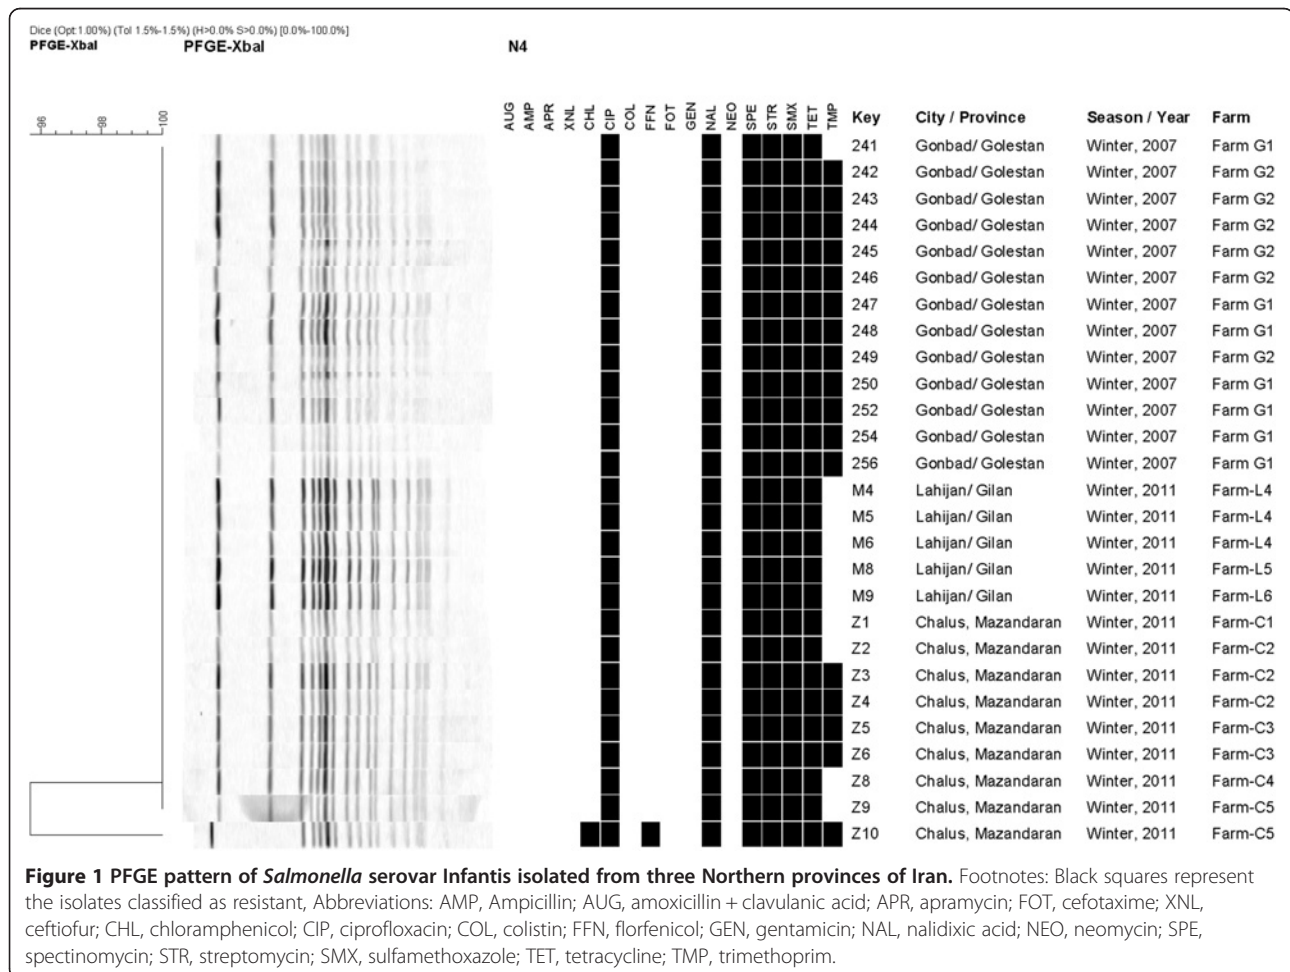 Dice (Opt:1.00%) (Tol 1.5%-1.5%) (H>0.0% S>0.0%) [0.0%-100.0%]
PFGE-XbaI PFGE-XbaI N4
96 98 100
AUG AMP APR XNL CHL CIP COL FFN FOT GEN NAL NEO SPE STR SMX TET TMP Key City / Province Season / Year Farm
241 Gonbad/ Golestan Winter, 2007 Farm G1
242 Gonbad/ Golestan Winter, 2007 Farm G2
243 Gonbad/ Golestan Winter, 2007 Farm G2
244 Gonbad/ Golestan Winter, 2007 Farm G2
245 Gonbad/ Golestan Winter, 2007 Farm G2
246 Gonbad/ Golestan Winter, 2007 Farm G2
247 Gonbad/ Golestan Winter, 2007 Farm G1
248 Gonbad/ Golestan Winter, 2007 Farm G1
249 Gonbad/ Golestan Winter, 2007 Farm G2
250 Gonbad/ Golestan Winter, 2007 Farm G1
252 Gonbad/ Golestan Winter, 2007 Farm G1
254 Gonbad/ Golestan Winter, 2007 Farm G1
256 Gonbad/ Golestan Winter, 2007 Farm G1
M4 Lahijan/ Gilan Winter, 2011 Farm-L4
M5 Lahijan/ Gilan Winter, 2011 Farm-L4
M6 Lahijan/ Gilan Winter, 2011 Farm-L4
M8 Lahijan/ Gilan Winter, 2011 Farm-L5
M9 Lahijan/ Gilan Winter, 2011 Farm-L6
Z1 Chalus, Mazandaran Winter, 2011 Farm-C1
Z2 Chalus, Mazandaran Winter, 2011 Farm-C2
Z3 Chalus, Mazandaran Winter, 2011 Farm-C2
Z4 Chalus, Mazandaran Winter, 2011 Farm-C2
Z5 Chalus, Mazandaran Winter, 2011 Farm-C3
Z6 Chalus, Mazandaran Winter, 2011 Farm-C3
Z8 Chalus, Mazandaran Winter, 2011 Farm-C4
Z9 Chalus, Mazandaran Winter, 2011 Farm-C5
Z10 Chalus, Mazandaran Winter, 2011 Farm-C5
Figure 1 PFGE pattern of Salmonella serovar Infantis isolated from three Northern provinces of Iran. Footnotes: Black squares represent
the isolates classified as resistant, Abbreviations: AMP, Ampicillin; AUG, amoxicillin + clavulanic acid; APR, apramycin; FOT, cefotaxime; XNL,
ceftiofur; CHL, chloramphenicol; CIP, ciprofloxacin; COL, colistin; FFN, florfenicol; GEN, gentamicin; NAL, nalidixic acid; NEO, neomycin; SPE,
spectinomycin; STR, streptomycin; SMX, sulfamethoxazole; TET, tetracycline; TMP, trimethoprim.